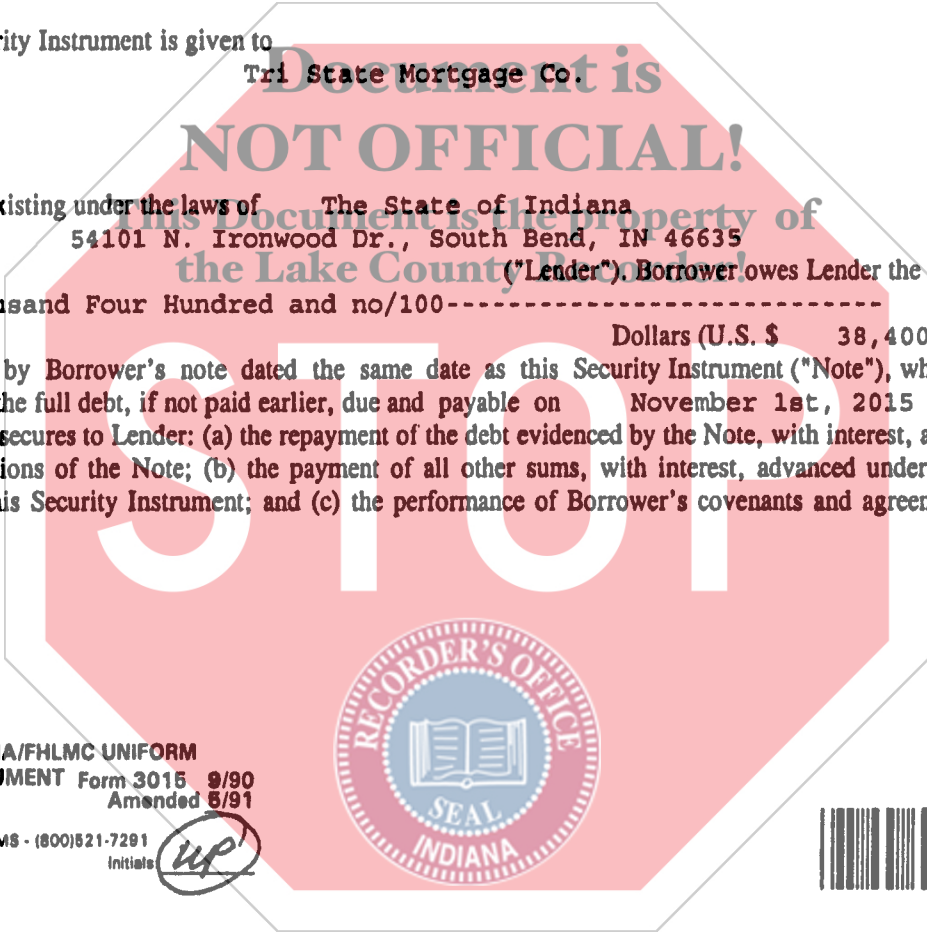 rity Instrument is given to
Tri State Mortgage Co.
Document is
NOT OFFICIAL!
xisting under the laws of The State of Indiana
This Document is the property of
54101 N. Ironwood Dr., South Bend, IN 46635
the Lake County Recorder!
("Lender"). Borrower owes Lender the
usand Four Hundred and no/100------------------------------
Dollars (U.S. $ 38,400
by Borrower's note dated the same date as this Security Instrument ("Note"), wh
he full debt, if not paid earlier, due and payable on November 1st, 2015
secures to Lender: (a) the repayment of the debt evidenced by the Note, with interest, a
ions of the Note; (b) the payment of all other sums, with interest, advanced under
is Security Instrument; and (c) the performance of Borrower's covenants and agreen
STOP
RECORDER'S OFFICE
SEAL
INDIANA
A/FHLMC UNIFORM
UMENT Form 3015 9/90
Amended 5/91
MS - (800)521-7291
Initials: